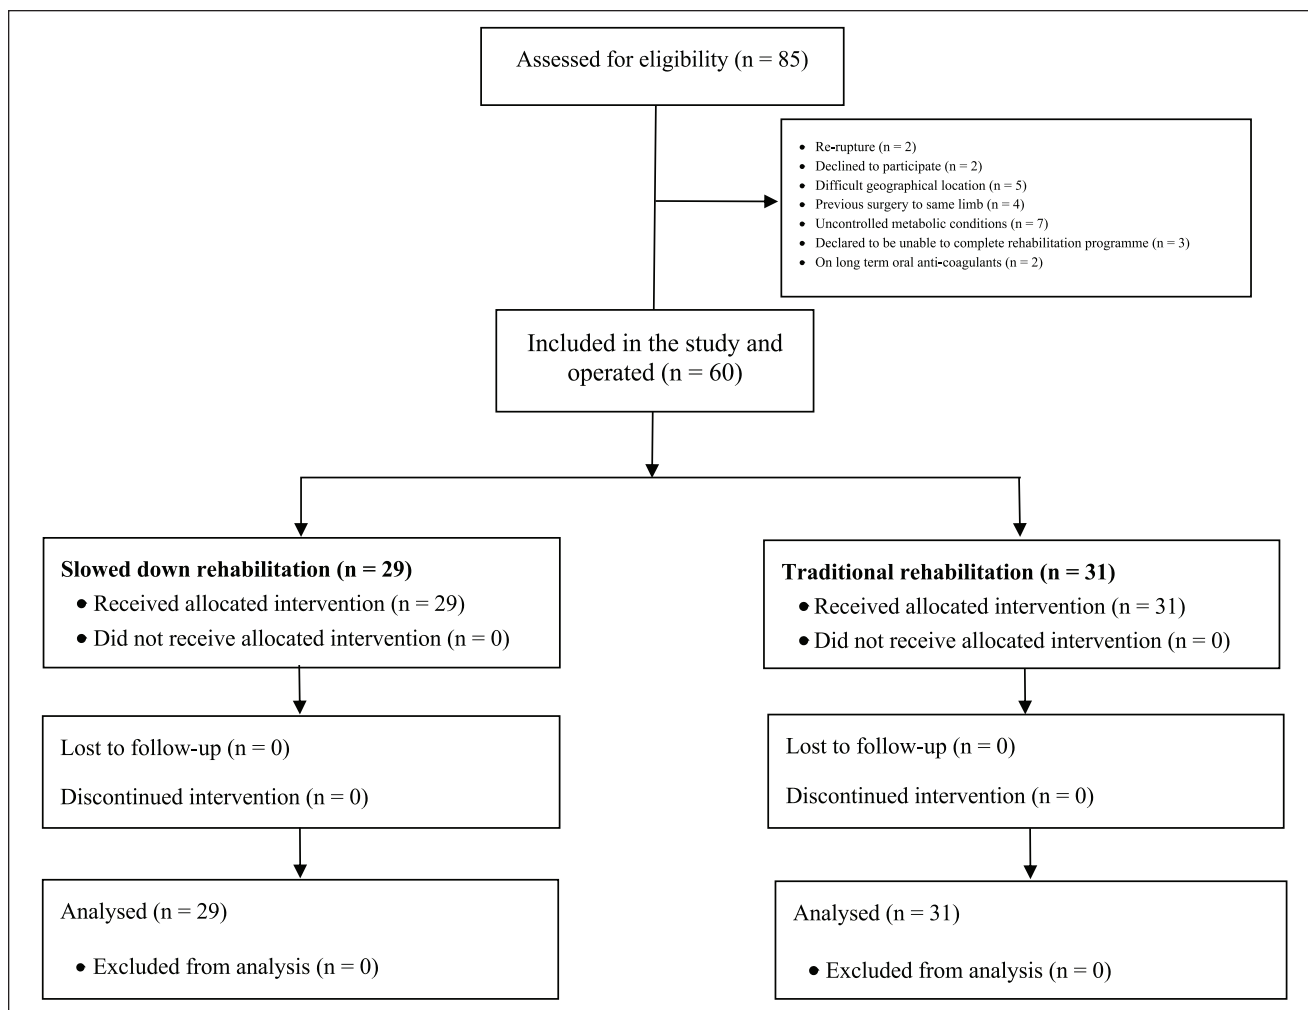 Assessed for eligibility (n = 85)
• Re-rupture (n = 2)
• Declined to participate (n = 2)
• Difficult geographical location (n = 5)
• Previous surgery to same limb (n = 4)
• Uncontrolled metabolic conditions (n = 7)
• Declared to be unable to complete rehabilitation programme (n = 3)
• On long term oral anti-coagulants (n = 2)
Included in the study and
operated (n = 60)
Slowed down rehabilitation (n = 29)
• Received allocated intervention (n = 29)
• Did not receive allocated intervention (n = 0)
Traditional rehabilitation (n = 31)
• Received allocated intervention (n = 31)
• Did not receive allocated intervention (n = 0)
Lost to follow-up (n = 0)
Discontinued intervention (n = 0)
Lost to follow-up (n = 0)
Discontinued intervention (n = 0)
Analysed (n = 29)
• Excluded from analysis (n = 0)
Analysed (n = 31)
• Excluded from analysis (n = 0)